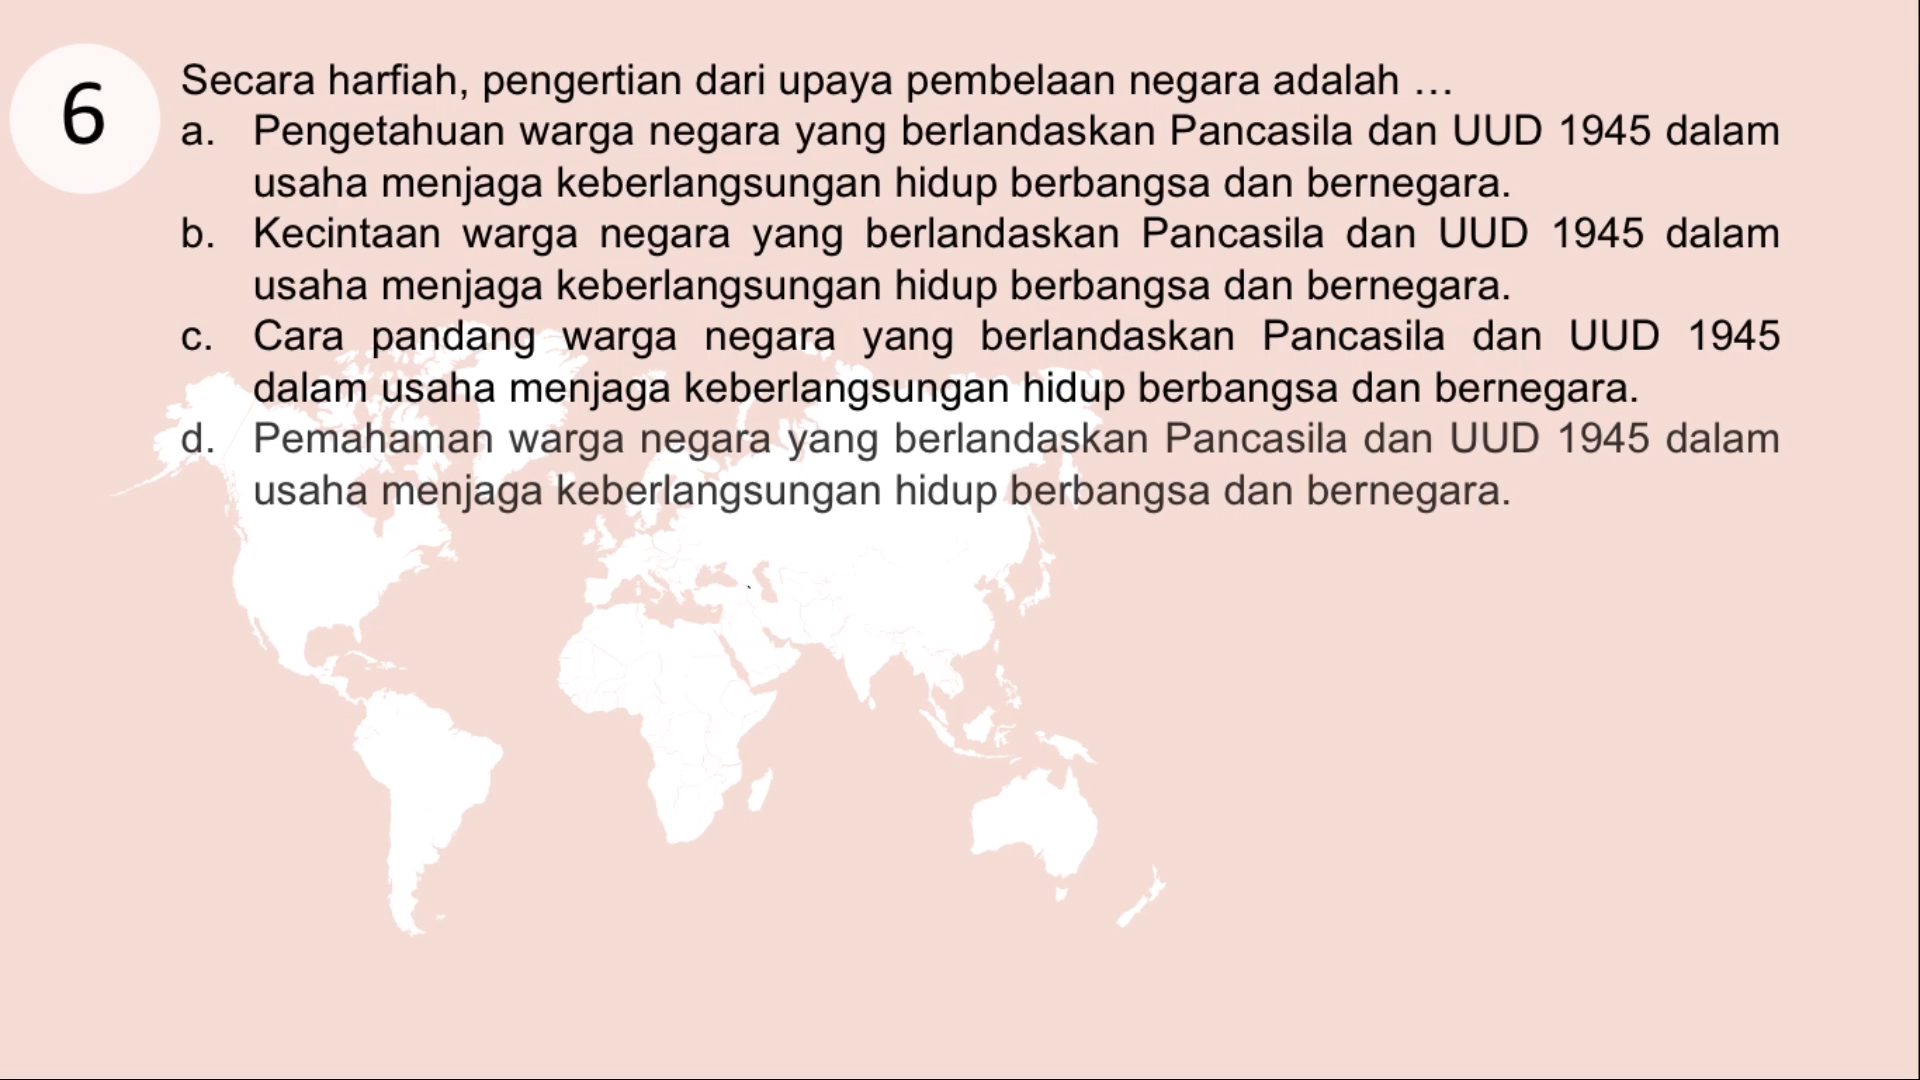 6
Secara harfiah, pengertian dari upaya pembelaan negara adalah …
a. Pengetahuan warga negara yang berlandaskan Pancasila dan UUD 1945 dalam
usaha menjaga keberlangsungan hidup berbangsa dan bernegara.
b. Kecintaan warga negara yang berlandaskan Pancasila dan UUD 1945 dalam
usaha menjaga keberlangsungan hidup berbangsa dan bernegara.
c. Cara pandang warga negara yang berlandaskan Pancasila dan UUD 1945
dalam usaha menjaga keberlangsungan hidup berbangsa dan bernegara.
d. Pemahaman warga negara yang berlandaskan Pancasila dan UUD 1945 dalam
usaha menjaga keberlangsungan hidup berbangsa dan bernegara.